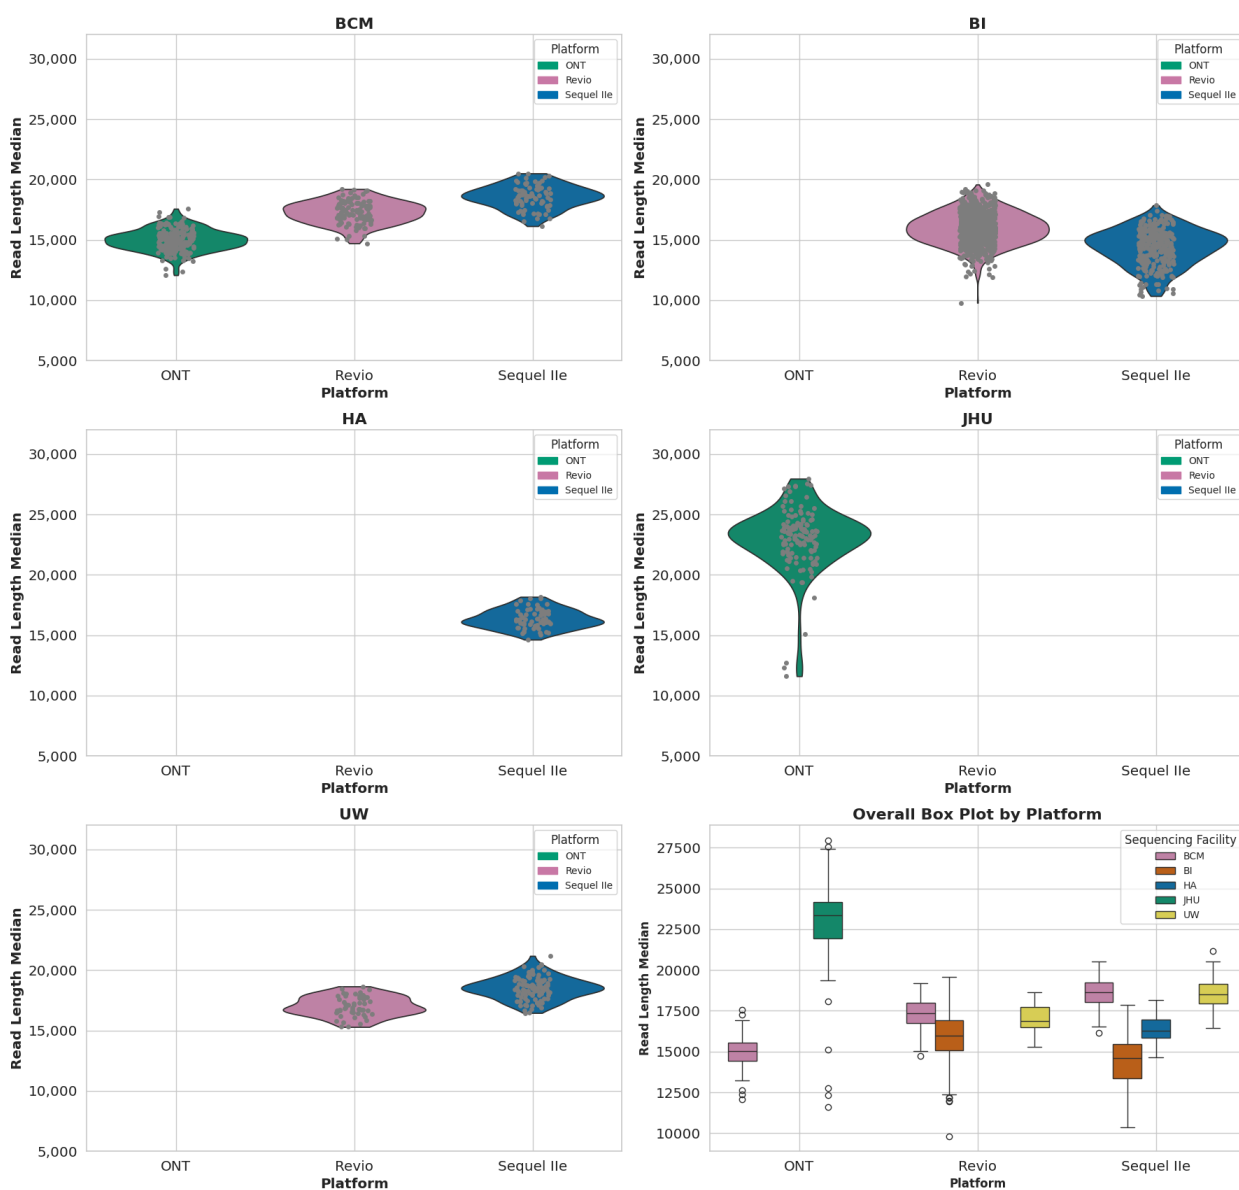 BCM
Read Length Median
30,000
25,000
20,000
15,000
10,000
5,000
Platform
ONT
Revio
Sequel IIe
ONT
Revio
Sequel IIe
Platform
BI
Read Length Median
30,000
25,000
20,000
15,000
10,000
5,000
Platform
ONT
Revio
Sequel IIe
ONT
Revio
Sequel IIe
Platform
HA
Read Length Median
30,000
25,000
20,000
15,000
10,000
5,000
Platform
ONT
Revio
Sequel IIe
ONT
Revio
Sequel IIe
Platform
JHU
Read Length Median
30,000
25,000
20,000
15,000
10,000
5,000
Platform
ONT
Revio
Sequel IIe
ONT
Revio
Sequel IIe
Platform
UW
Read Length Median
30,000
25,000
20,000
15,000
10,000
5,000
Platform
ONT
Revio
Sequel IIe
ONT
Revio
Sequel IIe
Platform
Overall Box Plot by Platform
Read Length Median
27500
25000
22500
20000
17500
15000
12500
10000
Sequencing Facility
BCM
BI
HA
JHU
UW
ONT
Revio
Sequel IIe
Platform